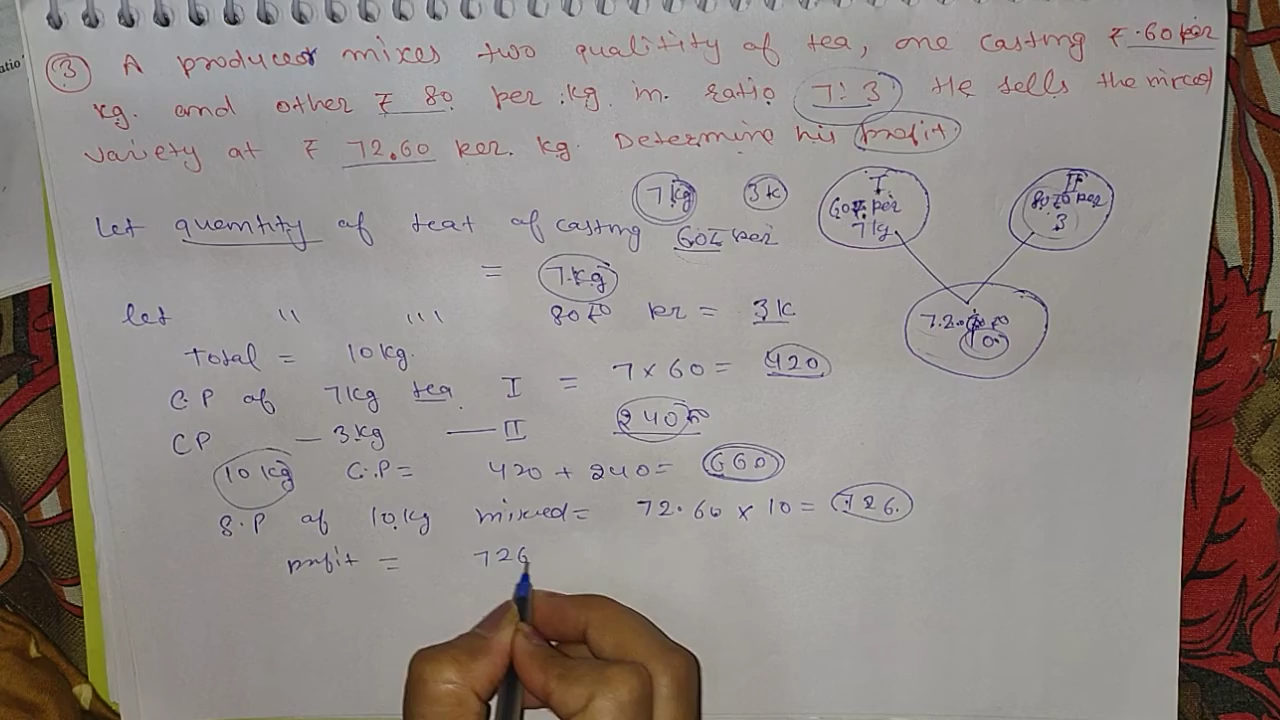 ③ A producer mixes two qualitity of tea, one casting ₹.60 per
kg. and other ₹ 80 per kg. in ratio 7:3 He sells the mixed
variety at ₹ 72.60 per. kg. Determine his profit.
7kg 3k
I
60₹ per
7kg
II
80₹ per
3
Let quantity of teat of casting 60₹ per
= 7kg
let " " 80₹ per = 3k
10
Total = 10kg.
C.P of 7kg tea I = 7×60 = 420
CP — 3kg — II 240₹
10kg C.P = 420 + 240 = 660
S.P of 10kg mixed = 72.60 × 10 = 726.
profit = 726
atio